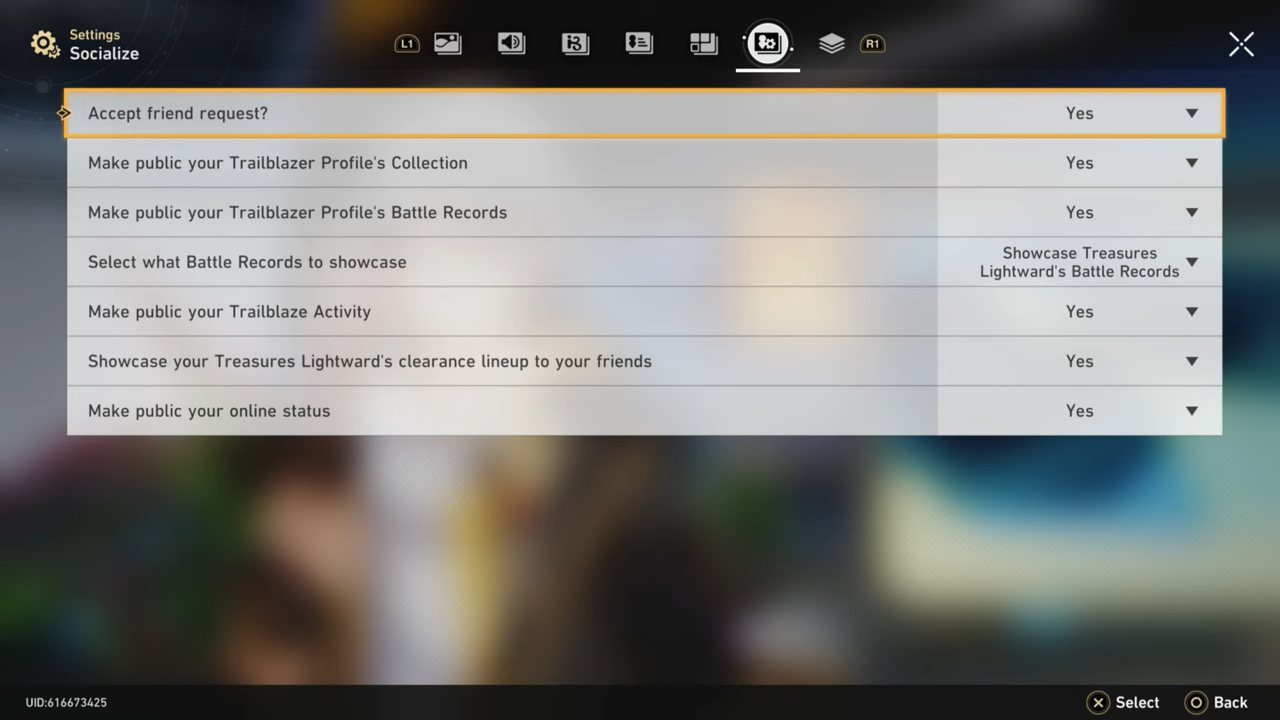 Settings
Socialize
L1
R1
Accept friend request?
Yes
Make public your Trailblazer Profile's Collection
Yes
Make public your Trailblazer Profile's Battle Records
Yes
Select what Battle Records to showcase
Showcase Treasures
Lightward's Battle Records
Make public your Trailblaze Activity
Yes
Showcase your Treasures Lightward's clearance lineup to your friends
Yes
Make public your online status
Yes
UID:616673425
Select
Back